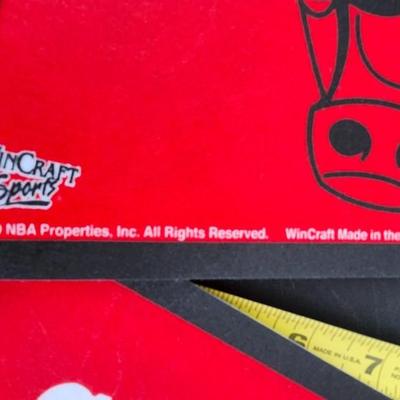 WINCRAFT
Sports
NBA Properties, Inc. All Rights Reserved. WinCraft Made in the
6 MADE IN U.S.A. 7